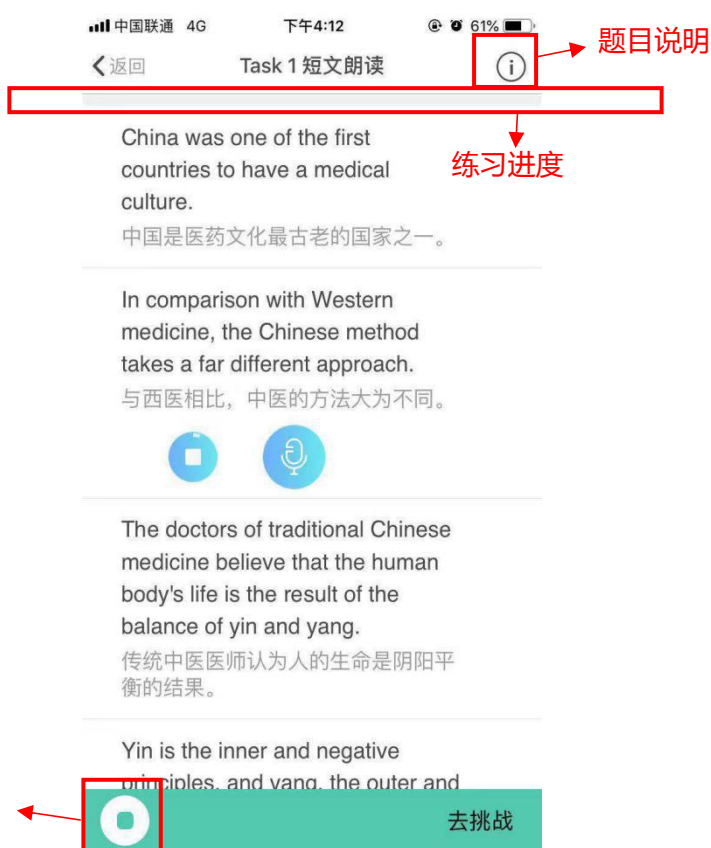 中国联通 4G 下午4:12 61%
返回 Task 1 短文朗读
题目说明
练习进度
China was one of the first
countries to have a medical
culture.
中国是医药文化最古老的国家之一。
In comparison with Western
medicine, the Chinese method
takes a far different approach.
与西医相比，中医的方法大为不同。
The doctors of traditional Chinese
medicine believe that the human
body's life is the result of the
balance of yin and yang.
传统中医医师认为人的生命是阴阳平
衡的结果。
Yin is the inner and negative
principles, and yang, the outer and
去挑战